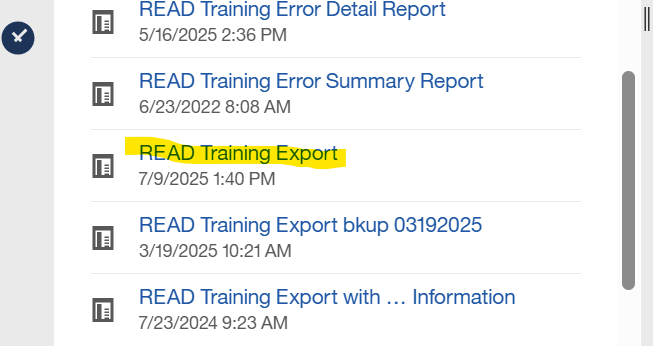 READ Training Error Detail Report
5/16/2025 2:36 PM
READ Training Error Summary Report
6/23/2022 8:08 AM
READ Training Export
7/9/2025 1:40 PM
READ Training Export bkup 03192025
3/19/2025 10:21 AM
READ Training Export with … Information
7/23/2024 9:23 AM